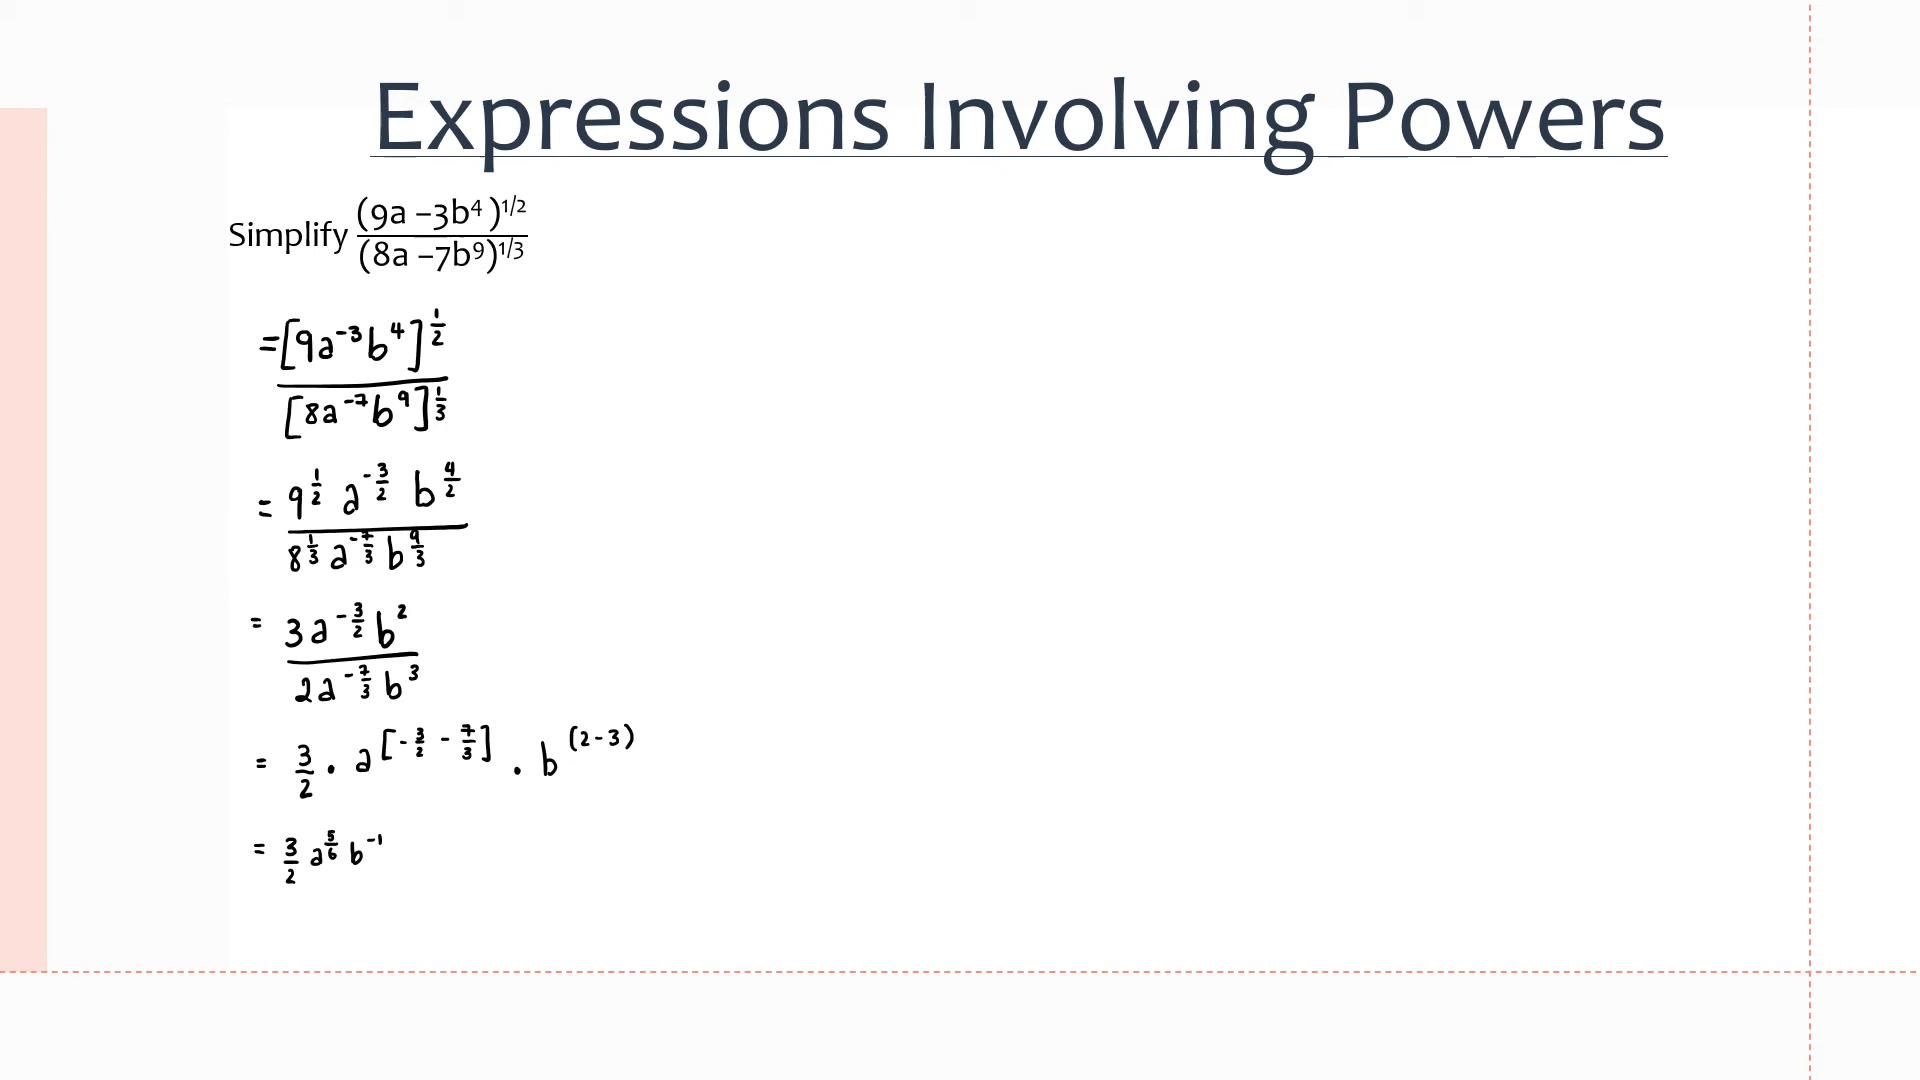 Expressions Involving Powers
Simplify (9a –3b⁴ )^1/2 / (8a –7b⁹)^1/3
= [9a⁻³b⁴]^(1/2) / [8a⁻⁷b⁹]^(1/3)
= 9^(1/2) a^(-3/2) b^(4/2) / 8^(1/3) a^(-7/3) b^(9/3)
= 3a^(-3/2) b² / 2a^(-7/3) b³
= 3/2 · a^[-3/2 - 7/3] · b^(2-3)
= 3/2 a^(5/6) b⁻¹